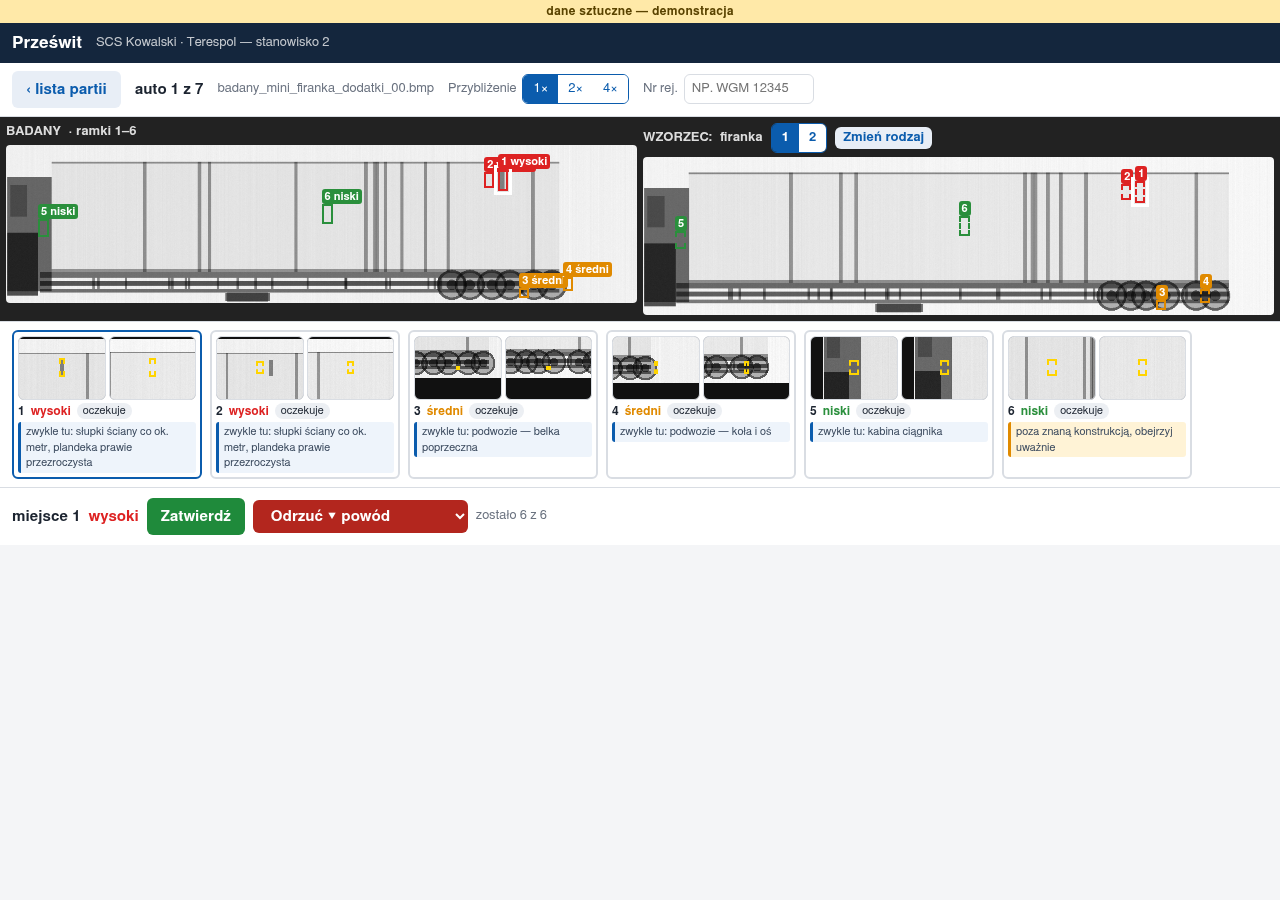 dane sztuczne — demonstracja
Prześwit SCS Kowalski · Terespol — stanowisko 2
‹ lista partii auto 1 z 7 badany_mini_firanka_dodatki_00.bmp Przybliżenie 1× 2× 4× Nr rej. NP. WGM 12345
BADANY · ramki 1–6
WZORZEC: firanka 1 2 Zmień rodzaj
2 1 wysoki
6 niski
5 niski
4 średni
3 średni
2 1
6
5
4
3
1 wysoki oczekuje
zwykle tu: słupki ściany co ok. metr, plandeka prawie przezroczysta
2 wysoki oczekuje
zwykle tu: słupki ściany co ok. metr, plandeka prawie przezroczysta
3 średni oczekuje
zwykle tu: podwozie — belka poprzeczna
4 średni oczekuje
zwykle tu: podwozie — koła i oś
5 niski oczekuje
zwykle tu: kabina ciągnika
6 niski oczekuje
poza znaną konstrukcją, obejrzyj uważnie
miejsce 1 wysoki Zatwierdź Odrzuć ▾ powód zostało 6 z 6